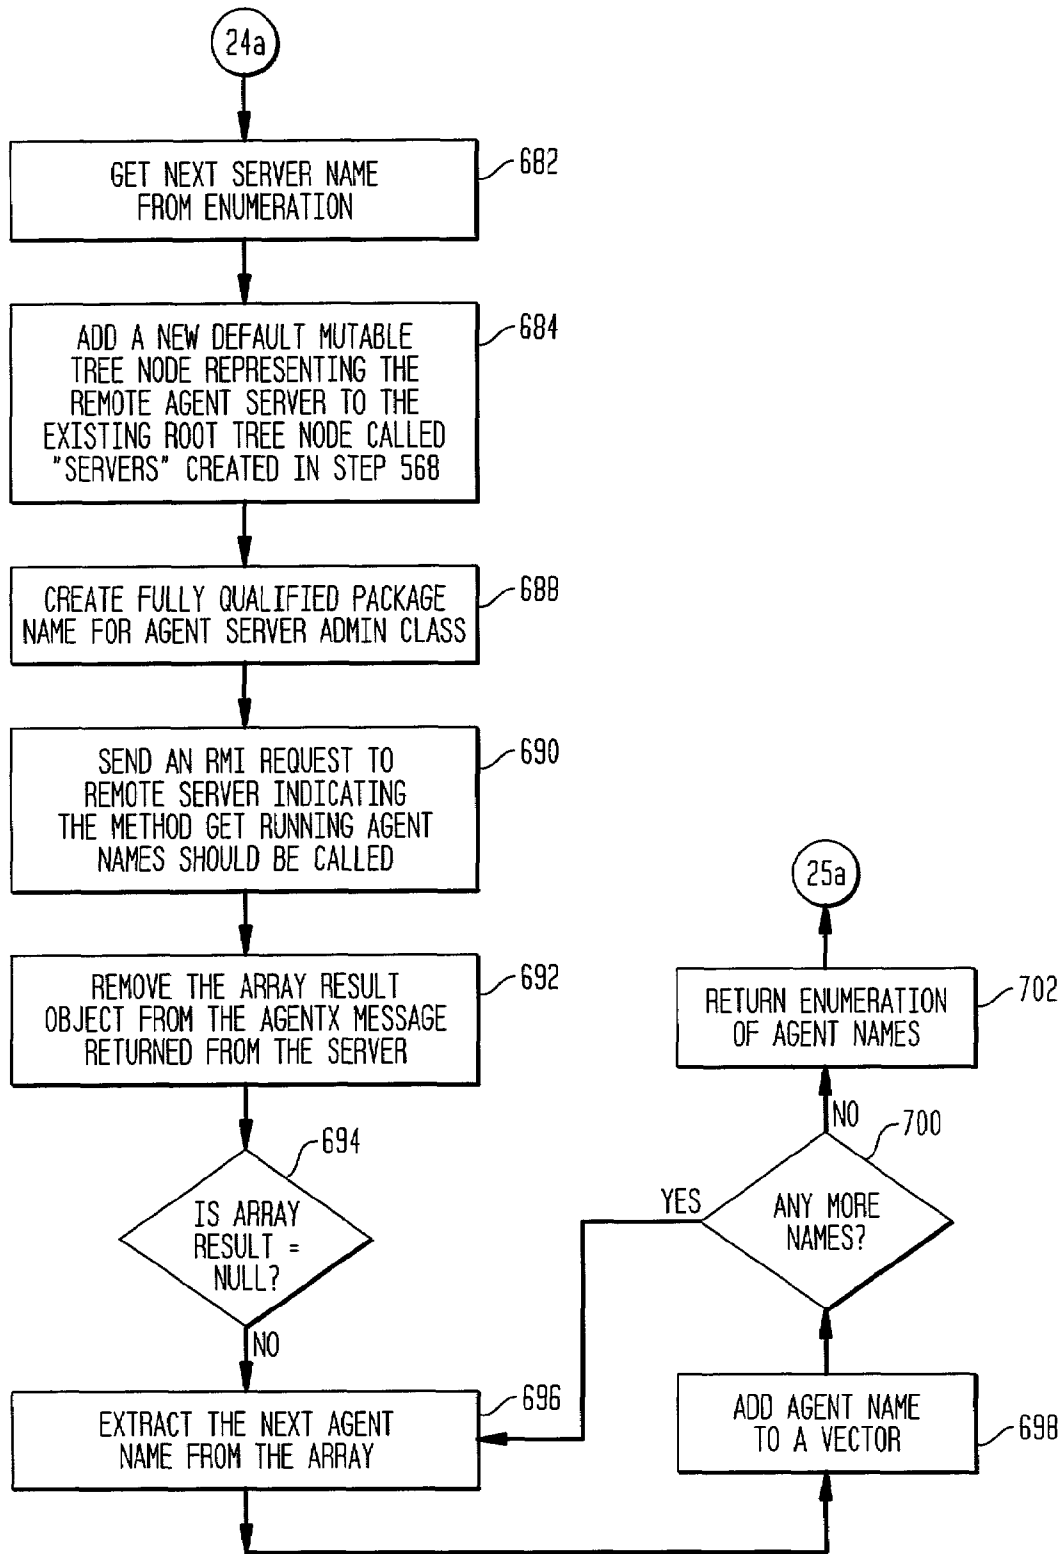 24a
GET NEXT SERVER NAME
FROM ENUMERATION
682
ADD A NEW DEFAULT MUTABLE
TREE NODE REPRESENTING THE
REMOTE AGENT SERVER TO THE
EXISTING ROOT TREE NODE CALLED
"SERVERS" CREATED IN STEP 568
684
CREATE FULLY QUALIFIED PACKAGE
NAME FOR AGENT SERVER ADMIN CLASS
688
SEND AN RMI REQUEST TO
REMOTE SERVER INDICATING
THE METHOD GET RUNNING AGENT
NAMES SHOULD BE CALLED
690
REMOVE THE ARRAY RESULT
OBJECT FROM THE AGENTX MESSAGE
RETURNED FROM THE SERVER
692
IS ARRAY
RESULT =
NULL?
694
NO
EXTRACT THE NEXT AGENT
NAME FROM THE ARRAY
696
ADD AGENT NAME
TO A VECTOR
698
ANY MORE
NAMES?
700
YES
NO
RETURN ENUMERATION
OF AGENT NAMES
702
25a